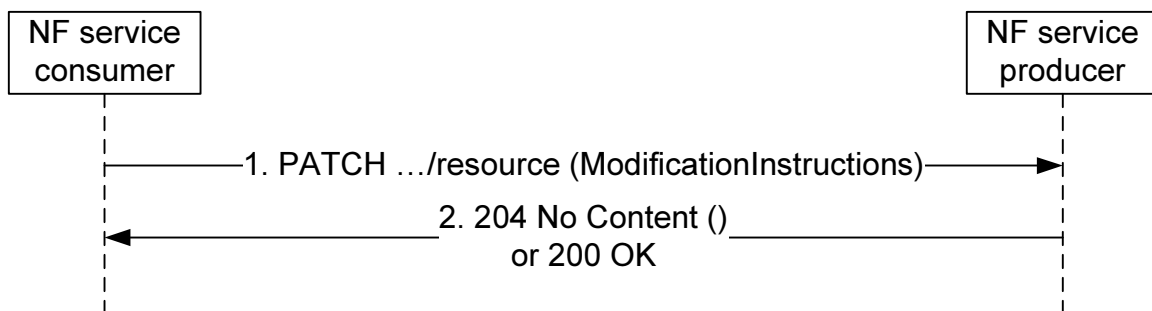 NF service
consumer
NF service
producer
1. PATCH …/resource (ModificationInstructions)
2. 204 No Content ()
or 200 OK